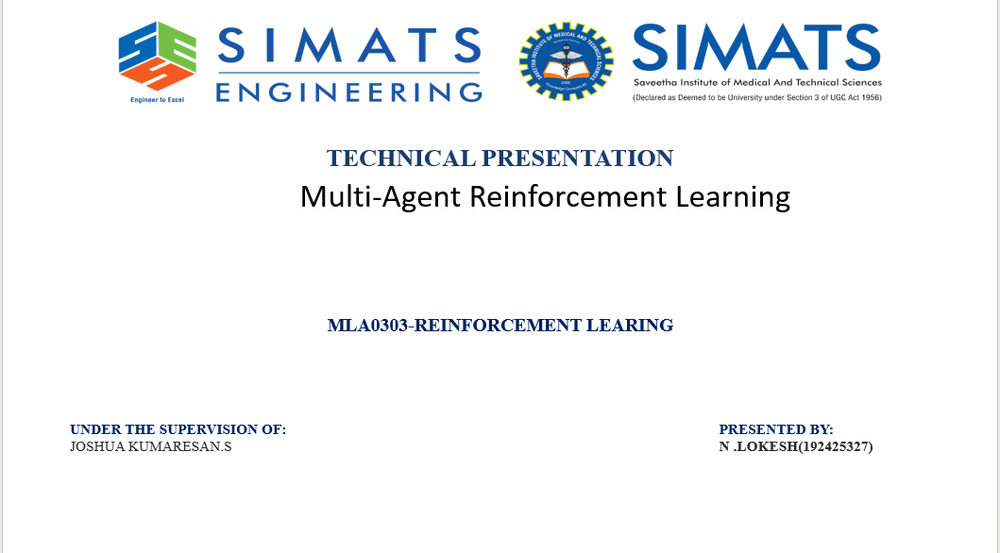 SIMATS
ENGINEERING
Engineer to Excel
SAVEETHA INSTITUTE OF MEDICAL AND TECHNICAL SCIENCES
2005
SIMATS
Saveetha Institute of Medical And Technical Sciences
(Declared as Deemed to be University under Section 3 of UGC Act 1956)
TECHNICAL PRESENTATION
Multi-Agent Reinforcement Learning
MLA0303-REINFORCEMENT LEARING
UNDER THE SUPERVISION OF:
JOSHUA KUMARESAN.S
PRESENTED BY:
N .LOKESH(192425327)